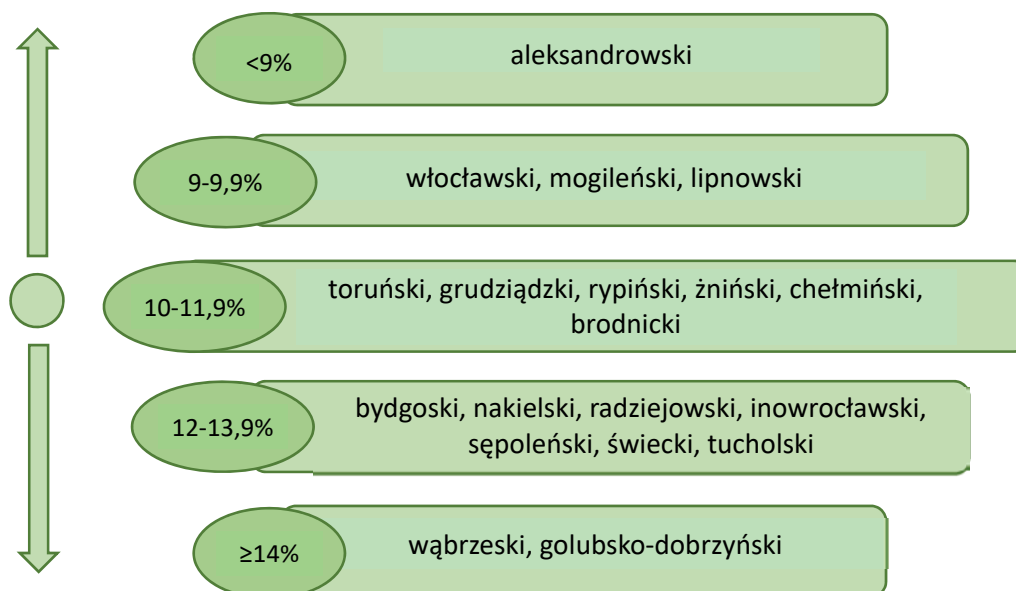 <9%
aleksandrowski
9-9,9%
włocławski, mogileński, lipnowski
10-11,9%
toruński, grudziądzki, rypiński, żniński, chełmiński,
brodnicki
12-13,9%
bydgoski, nakielski, radziejowski, inowrocławski,
sępoleński, świecki, tucholski
≥14%
wąbrzeski, golubsko-dobrzyński